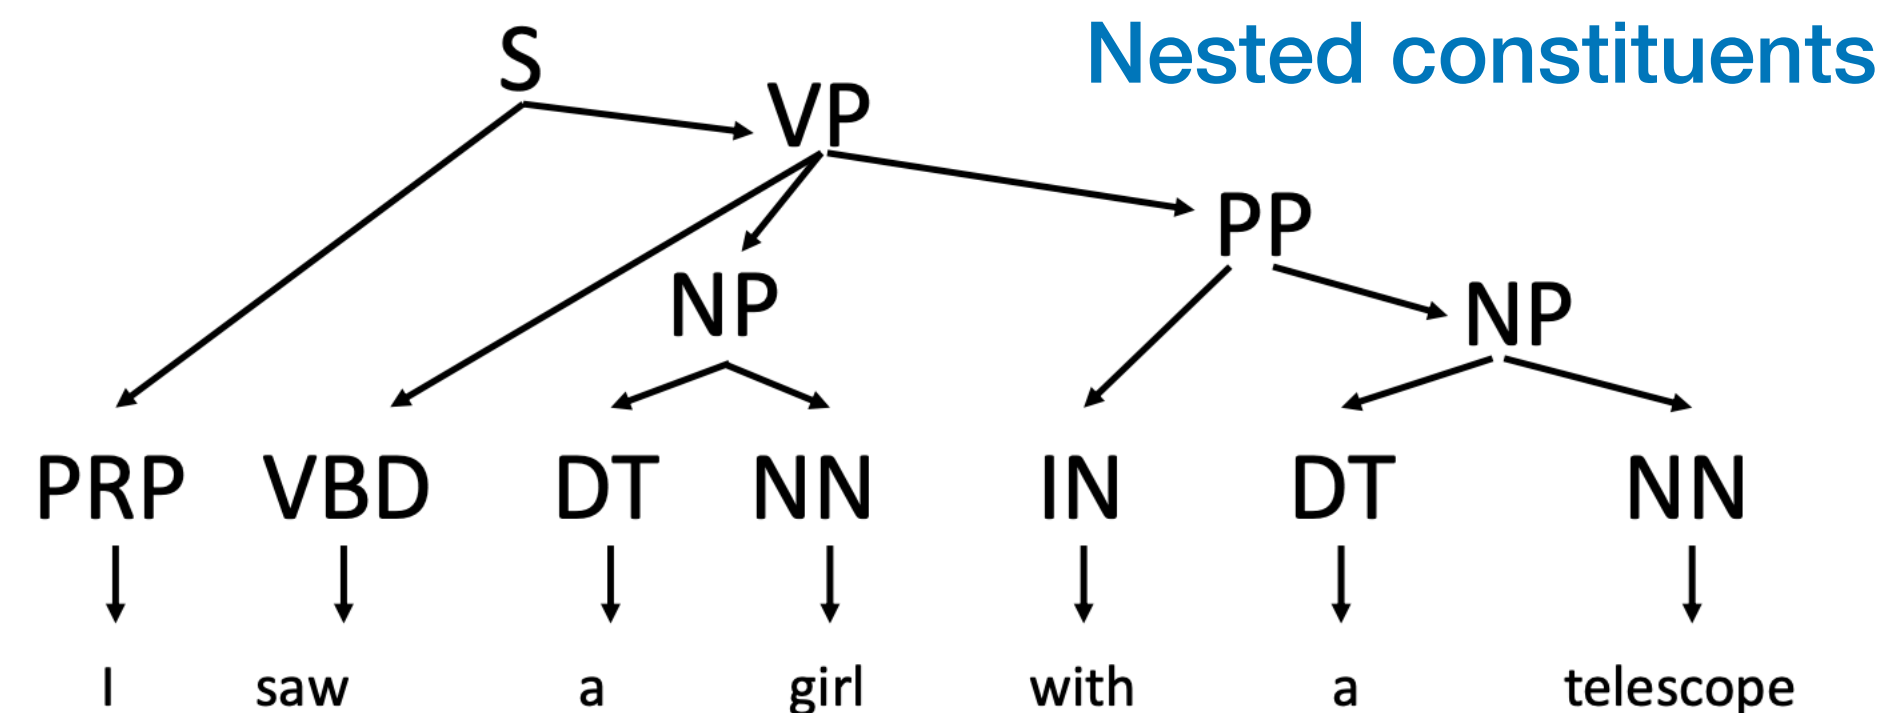 Nested constituents
S
VP
PP
NP
NP
PRP VBD DT NN IN DT NN
I saw a girl with a telescope